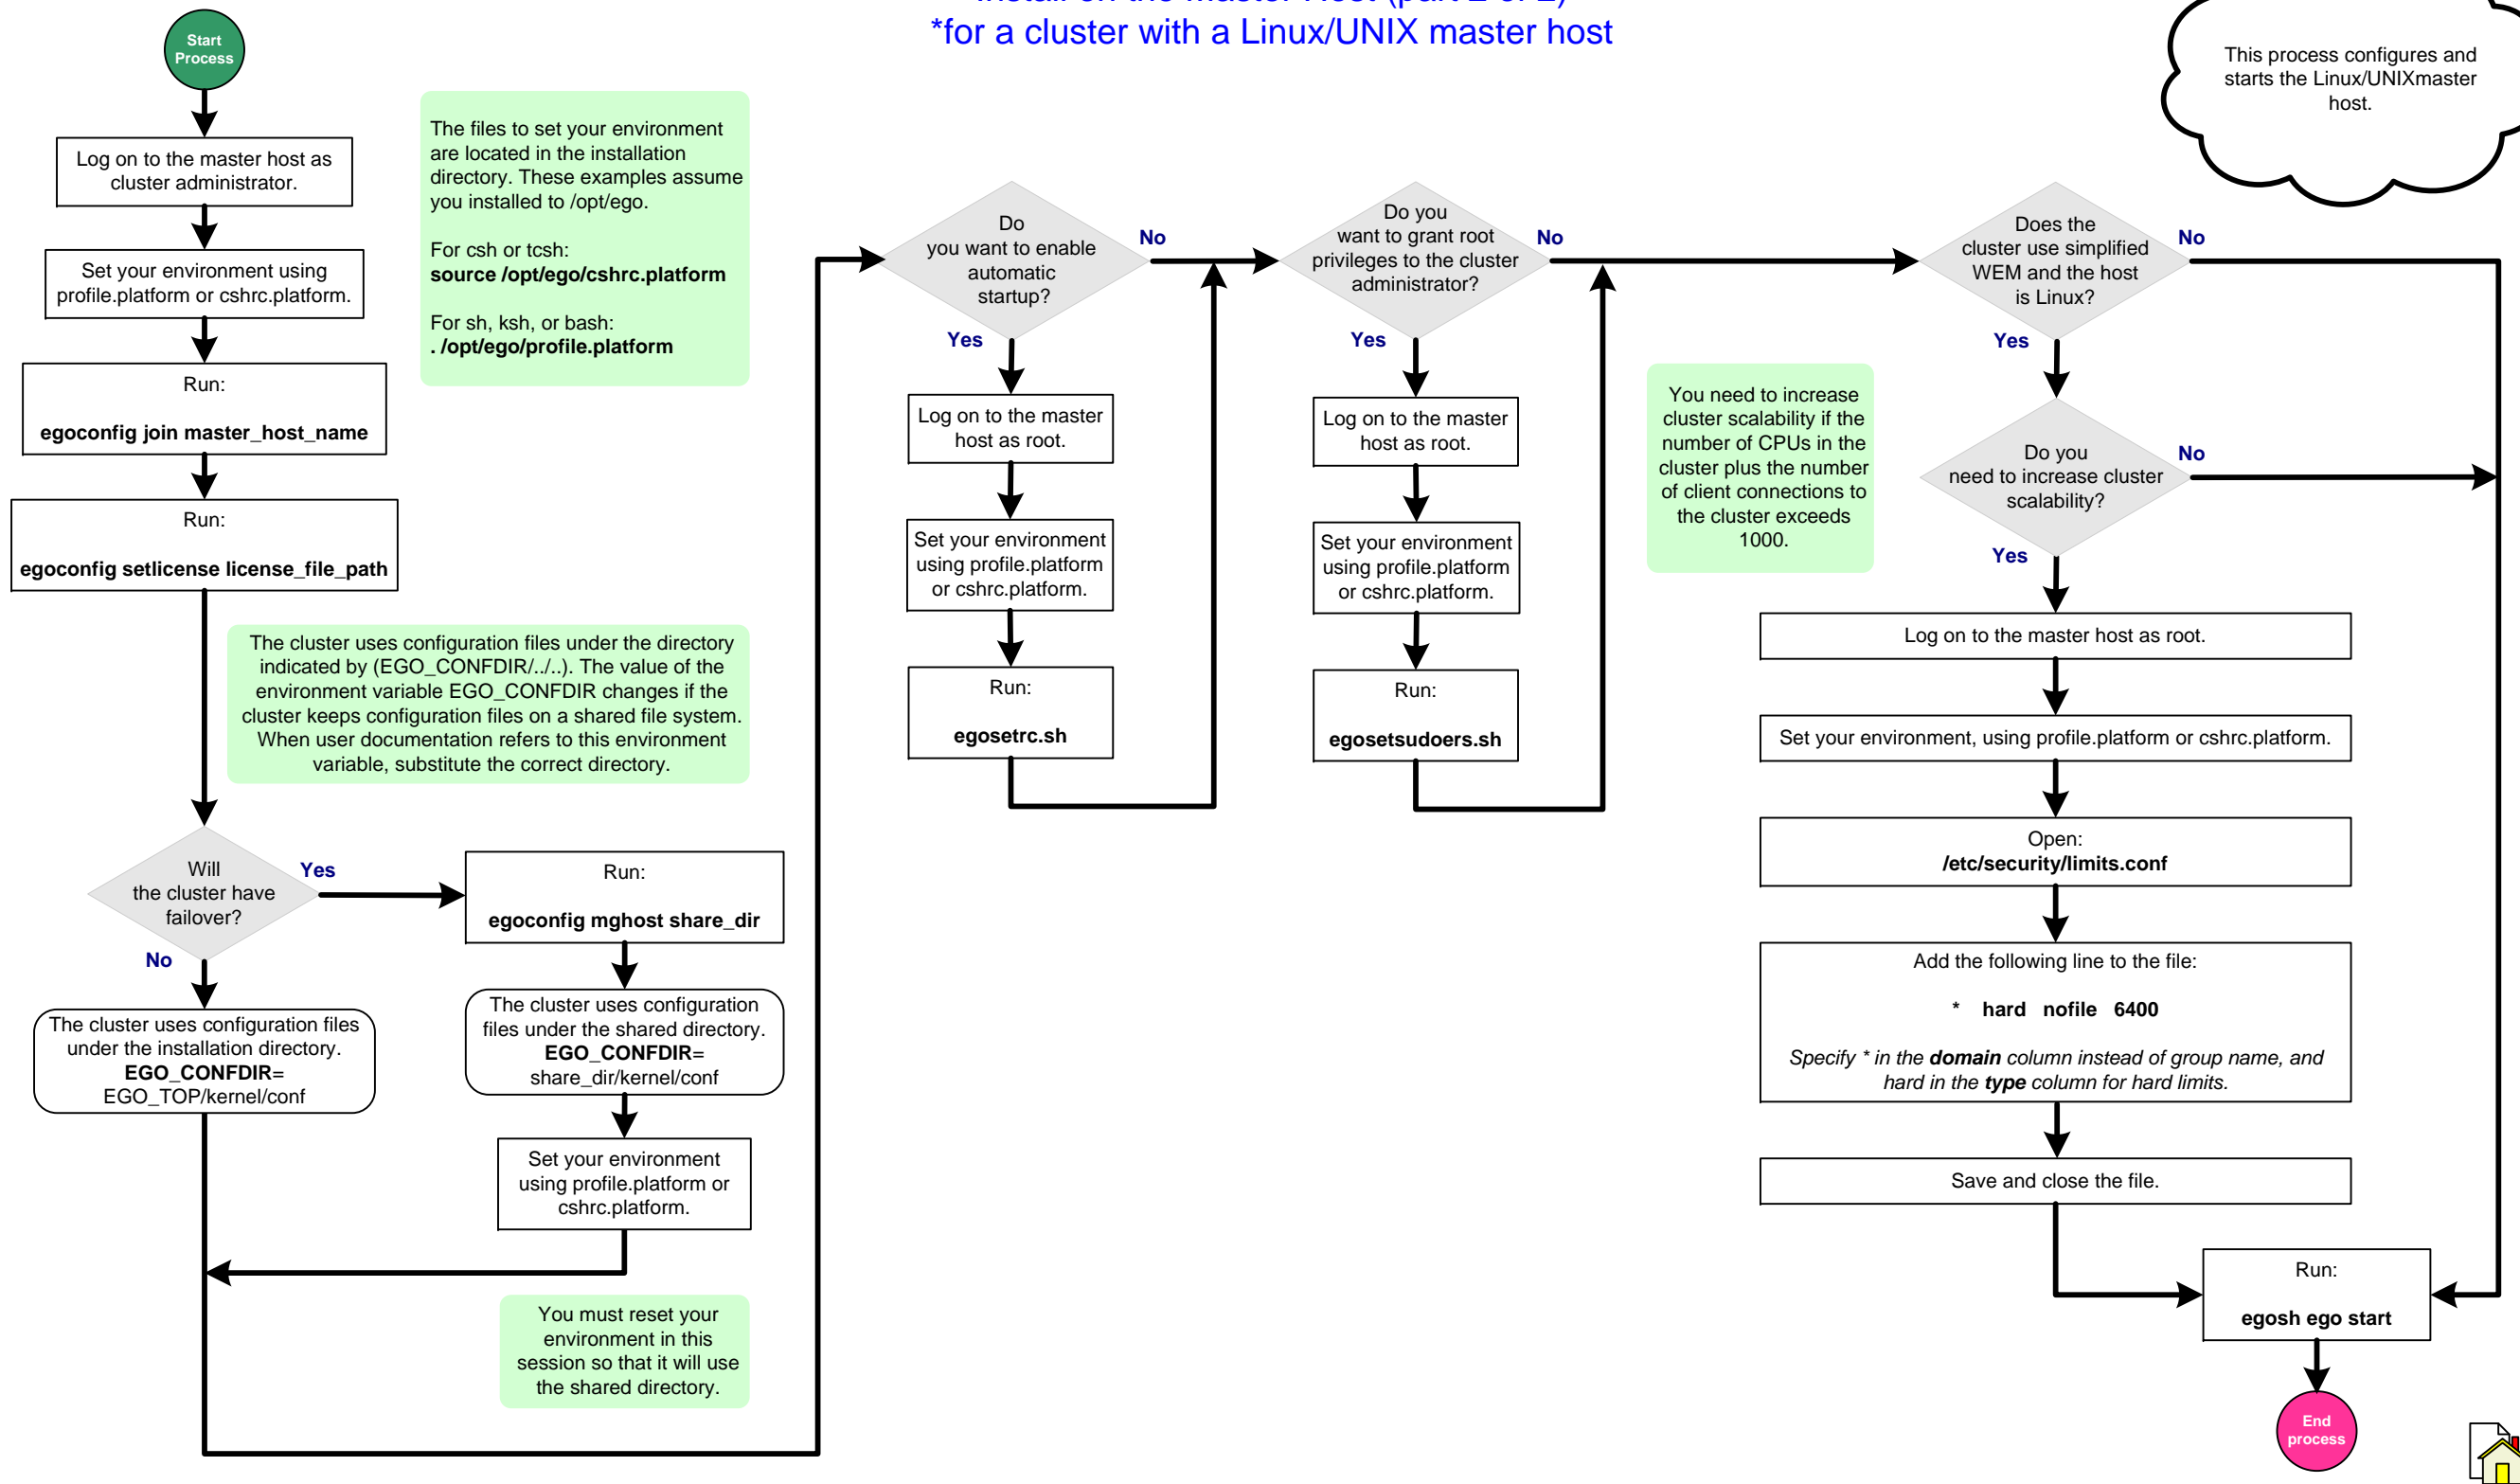 Install on the Master Host (part 2 of 2)
*for a cluster with a Linux/UNIX master host
This process configures and
starts the Linux/UNIXmaster
host.
Start
Process
Log on to the master host as
cluster administrator.
Set your environment using
profile.platform or cshrc.platform.
Run:
egoconfig join master_host_name
Run:
egoconfig setlicense license_file_path
The files to set your environment
are located in the installation
directory. These examples assume
you installed to /opt/ego.
For csh or tcsh:
source /opt/ego/cshrc.platform
For sh, ksh, or bash:
. /opt/ego/profile.platform
The cluster uses configuration files under the directory
indicated by (EGO_CONFDIR/../..). The value of the
environment variable EGO_CONFDIR changes if the
cluster keeps configuration files on a shared file system.
When user documentation refers to this environment
variable, substitute the correct directory.
Will
the cluster have
failover?
Yes
No
Run:
egoconfig mghost share_dir
The cluster uses configuration files
under the installation directory.
EGO_CONFDIR=
EGO_TOP/kernel/conf
The cluster uses configuration
files under the shared directory.
EGO_CONFDIR=
share_dir/kernel/conf
Set your environment
using profile.platform or
cshrc.platform.
You must reset your
environment in this
session so that it will use
the shared directory.
Do
you want to enable
automatic
startup?
No
Yes
Log on to the master
host as root.
Set your environment
using profile.platform
or cshrc.platform.
Run:
egosetrc.sh
Do you
want to grant root
privileges to the cluster
administrator?
No
Yes
Log on to the master
host as root.
Set your environment
using profile.platform
or cshrc.platform.
Run:
egosetsudoers.sh
Does the
cluster use simplified
WEM and the host
is Linux?
No
Yes
You need to increase
cluster scalability if the
number of CPUs in the
cluster plus the number
of client connections to
the cluster exceeds
1000.
Do you
need to increase cluster
scalability?
No
Yes
Log on to the master host as root.
Set your environment, using profile.platform or cshrc.platform.
Open:
/etc/security/limits.conf
Add the following line to the file:
* hard nofile 6400
Specify * in the domain column instead of group name, and
hard in the type column for hard limits.
Save and close the file.
Run:
egosh ego start
End
process